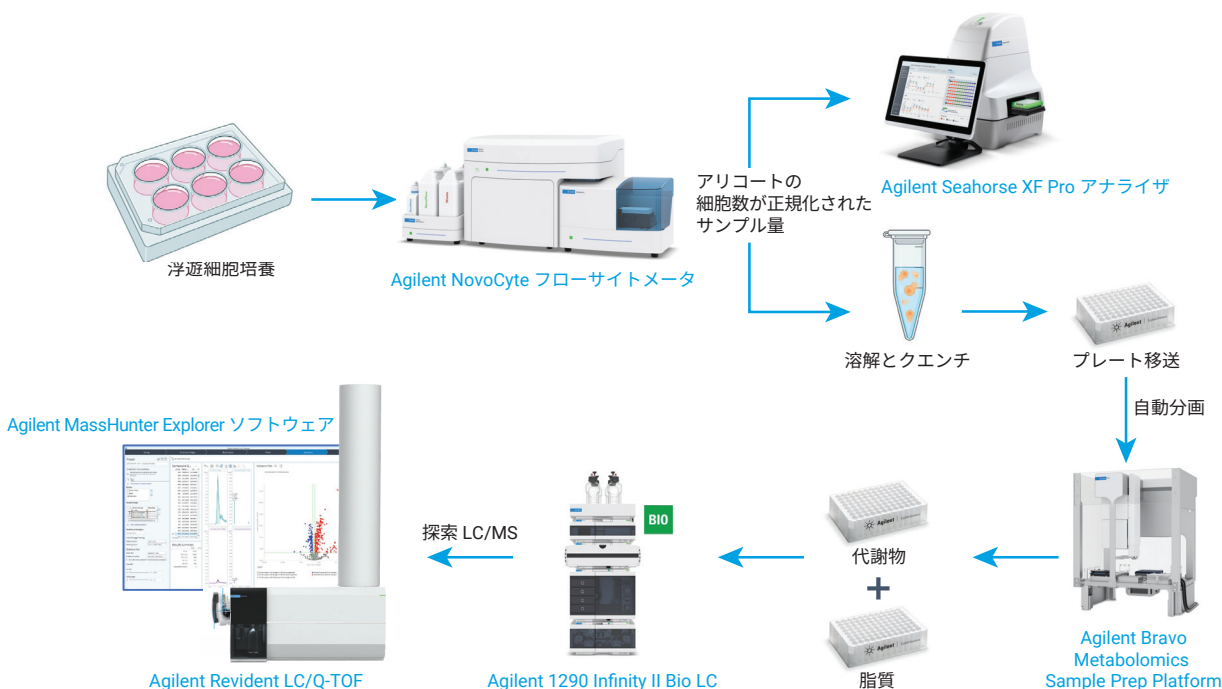 浮遊細胞培養
Agilent NovoCyte フローサイトメータ
アリコートの
細胞数が正規化された
サンプル量
Agilent Seahorse XF Pro アナライザ
溶解とクエンチ
プレート移送
自動分画
Agilent Bravo
Metabolomics
Sample Prep Platform
Agilent
代謝物
+
Agilent
脂質
BIO
Agilent 1290 Infinity II Bio LC
探索 LC/MS
Agilent MassHunter Explorer ソフトウェア
Agilent Revident LC/Q-TOF
Agilent